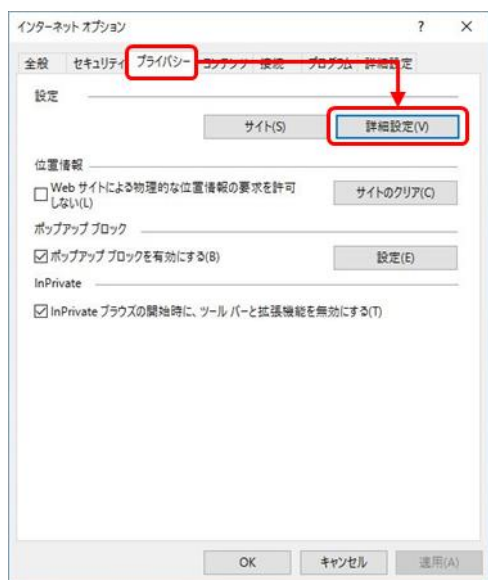 インターネット オプション ? ×
全般 セキュリティ プライバシー コンテンツ 接続 プログラム 詳細設定
設定
サイト(S) 詳細設定(V)
位置情報
Web サイトによる物理的な位置情報の要求を許可
しない(L)
サイトのクリア(C)
ポップアップ ブロック
ポップアップ ブロックを有効にする(B) 設定(E)
InPrivate
InPrivate ブラウズの開始時に、ツール バーと拡張機能を無効にする(T)
OK キャンセル 適用(A)